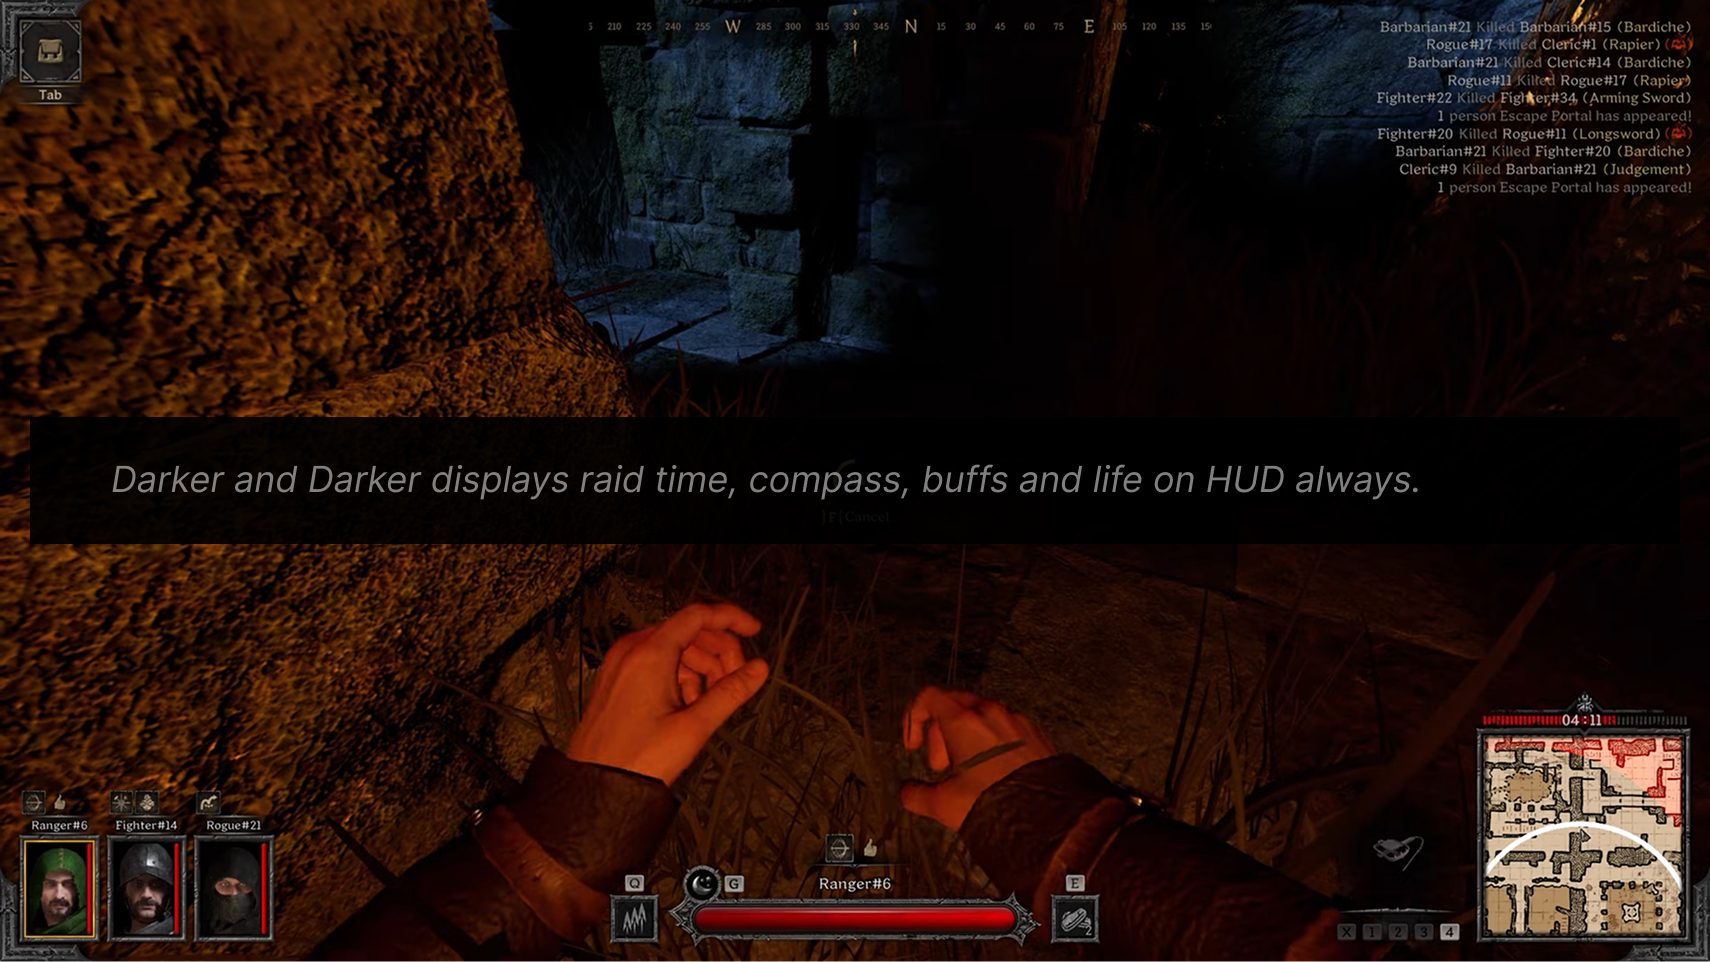 5 210 225 240 255 W 285 300 315 330 345 N 15 30 45 60 75 E 105 120 135 15
Tab
Barbarian#21 Killed Barbarian#15 (Bardiche)
Rogue#17 Killed Cleric#1 (Rapier)
Barbarian#21 Killed Cleric#14 (Bardiche)
Rogue#11 Killed Rogue#17 (Rapier)
Fighter#22 Killed Fighter#34 (Arming Sword)
1 person Escape Portal has appeared!
Fighter#20 Killed Rogue#11 (Longsword)
Barbarian#21 Killed Fighter#20 (Bardiche)
Cleric#9 Killed Barbarian#21 (Judgement)
1 person Escape Portal has appeared!
Darker and Darker displays raid time, compass, buffs and life on HUD always.
F Cancel
04:11
Ranger#6 Fighter#14 Rogue#21
Q G Ranger#6 E
2
X 1 2 3 4